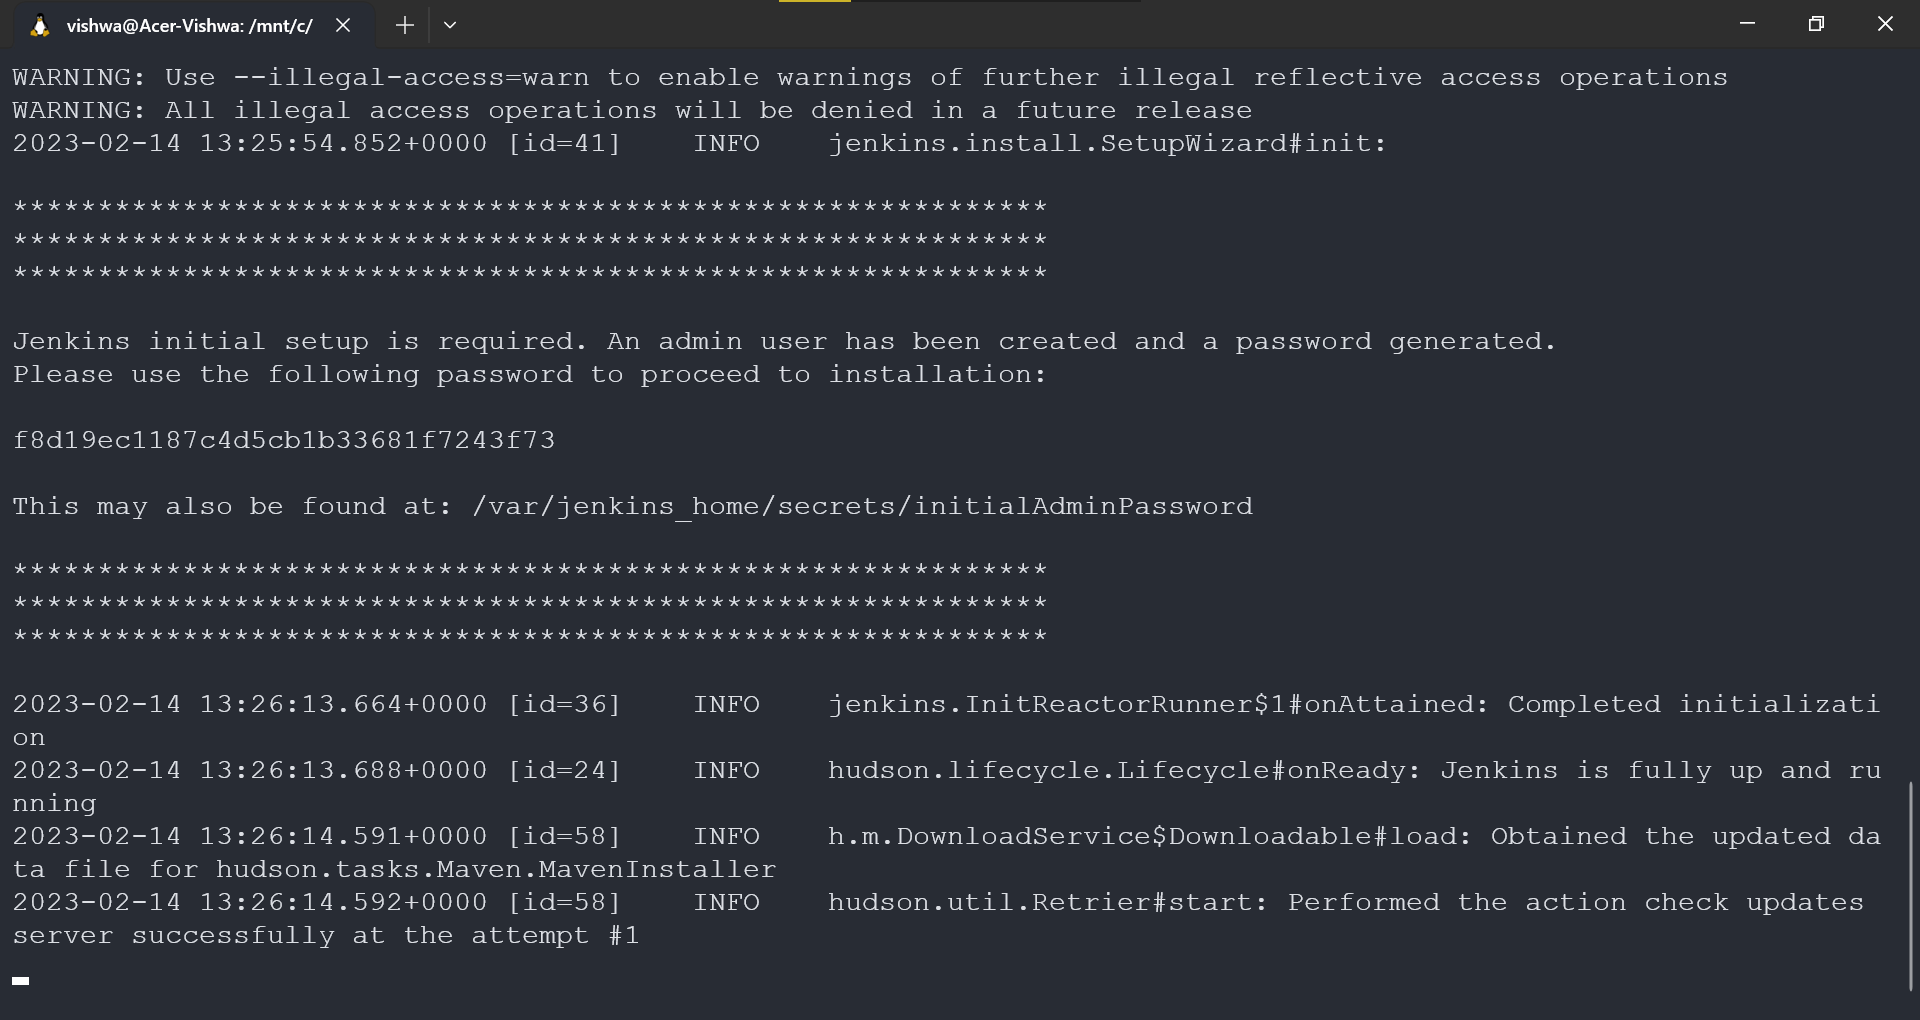 vishwa@Acer-Vishwa: /mnt/c/
WARNING: Use --illegal-access=warn to enable warnings of further illegal reflective access operations
WARNING: All illegal access operations will be denied in a future release
2023-02-14 13:25:54.852+0000 [id=41]    INFO    jenkins.install.SetupWizard#init:
*************************************************************
*************************************************************
*************************************************************
Jenkins initial setup is required. An admin user has been created and a password generated.
Please use the following password to proceed to installation:
f8d19ec1187c4d5cb1b33681f7243f73
This may also be found at: /var/jenkins_home/secrets/initialAdminPassword
*************************************************************
*************************************************************
*************************************************************
2023-02-14 13:26:13.664+0000 [id=36]    INFO    jenkins.InitReactorRunner$1#onAttained: Completed initializati
on
2023-02-14 13:26:13.688+0000 [id=24]    INFO    hudson.lifecycle.Lifecycle#onReady: Jenkins is fully up and ru
nning
2023-02-14 13:26:14.591+0000 [id=58]    INFO    h.m.DownloadService$Downloadable#load: Obtained the updated da
ta file for hudson.tasks.Maven.MavenInstaller
2023-02-14 13:26:14.592+0000 [id=58]    INFO    hudson.util.Retrier#start: Performed the action check updates
server successfully at the attempt #1